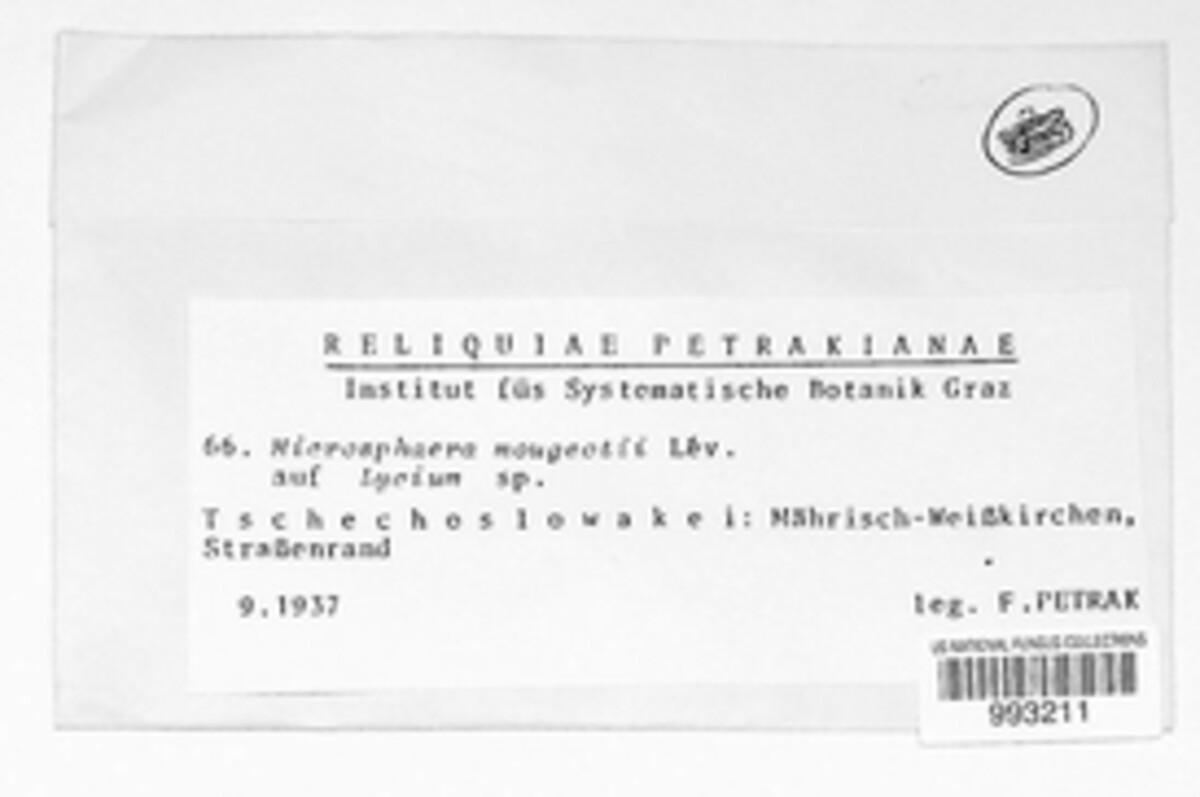 RELIQUIAE PETRAKIANAE
Institut füs Systematische Botanik Graz
66. Microsphaera mougeotii Lév.
auf Lycium sp.
Tschechoslowakei: Mährisch-Weißkirchen,
Straßenrand
9.1937
leg. F.PETRAK
US NATIONAL FUNGUS COLLECTIONS
993211